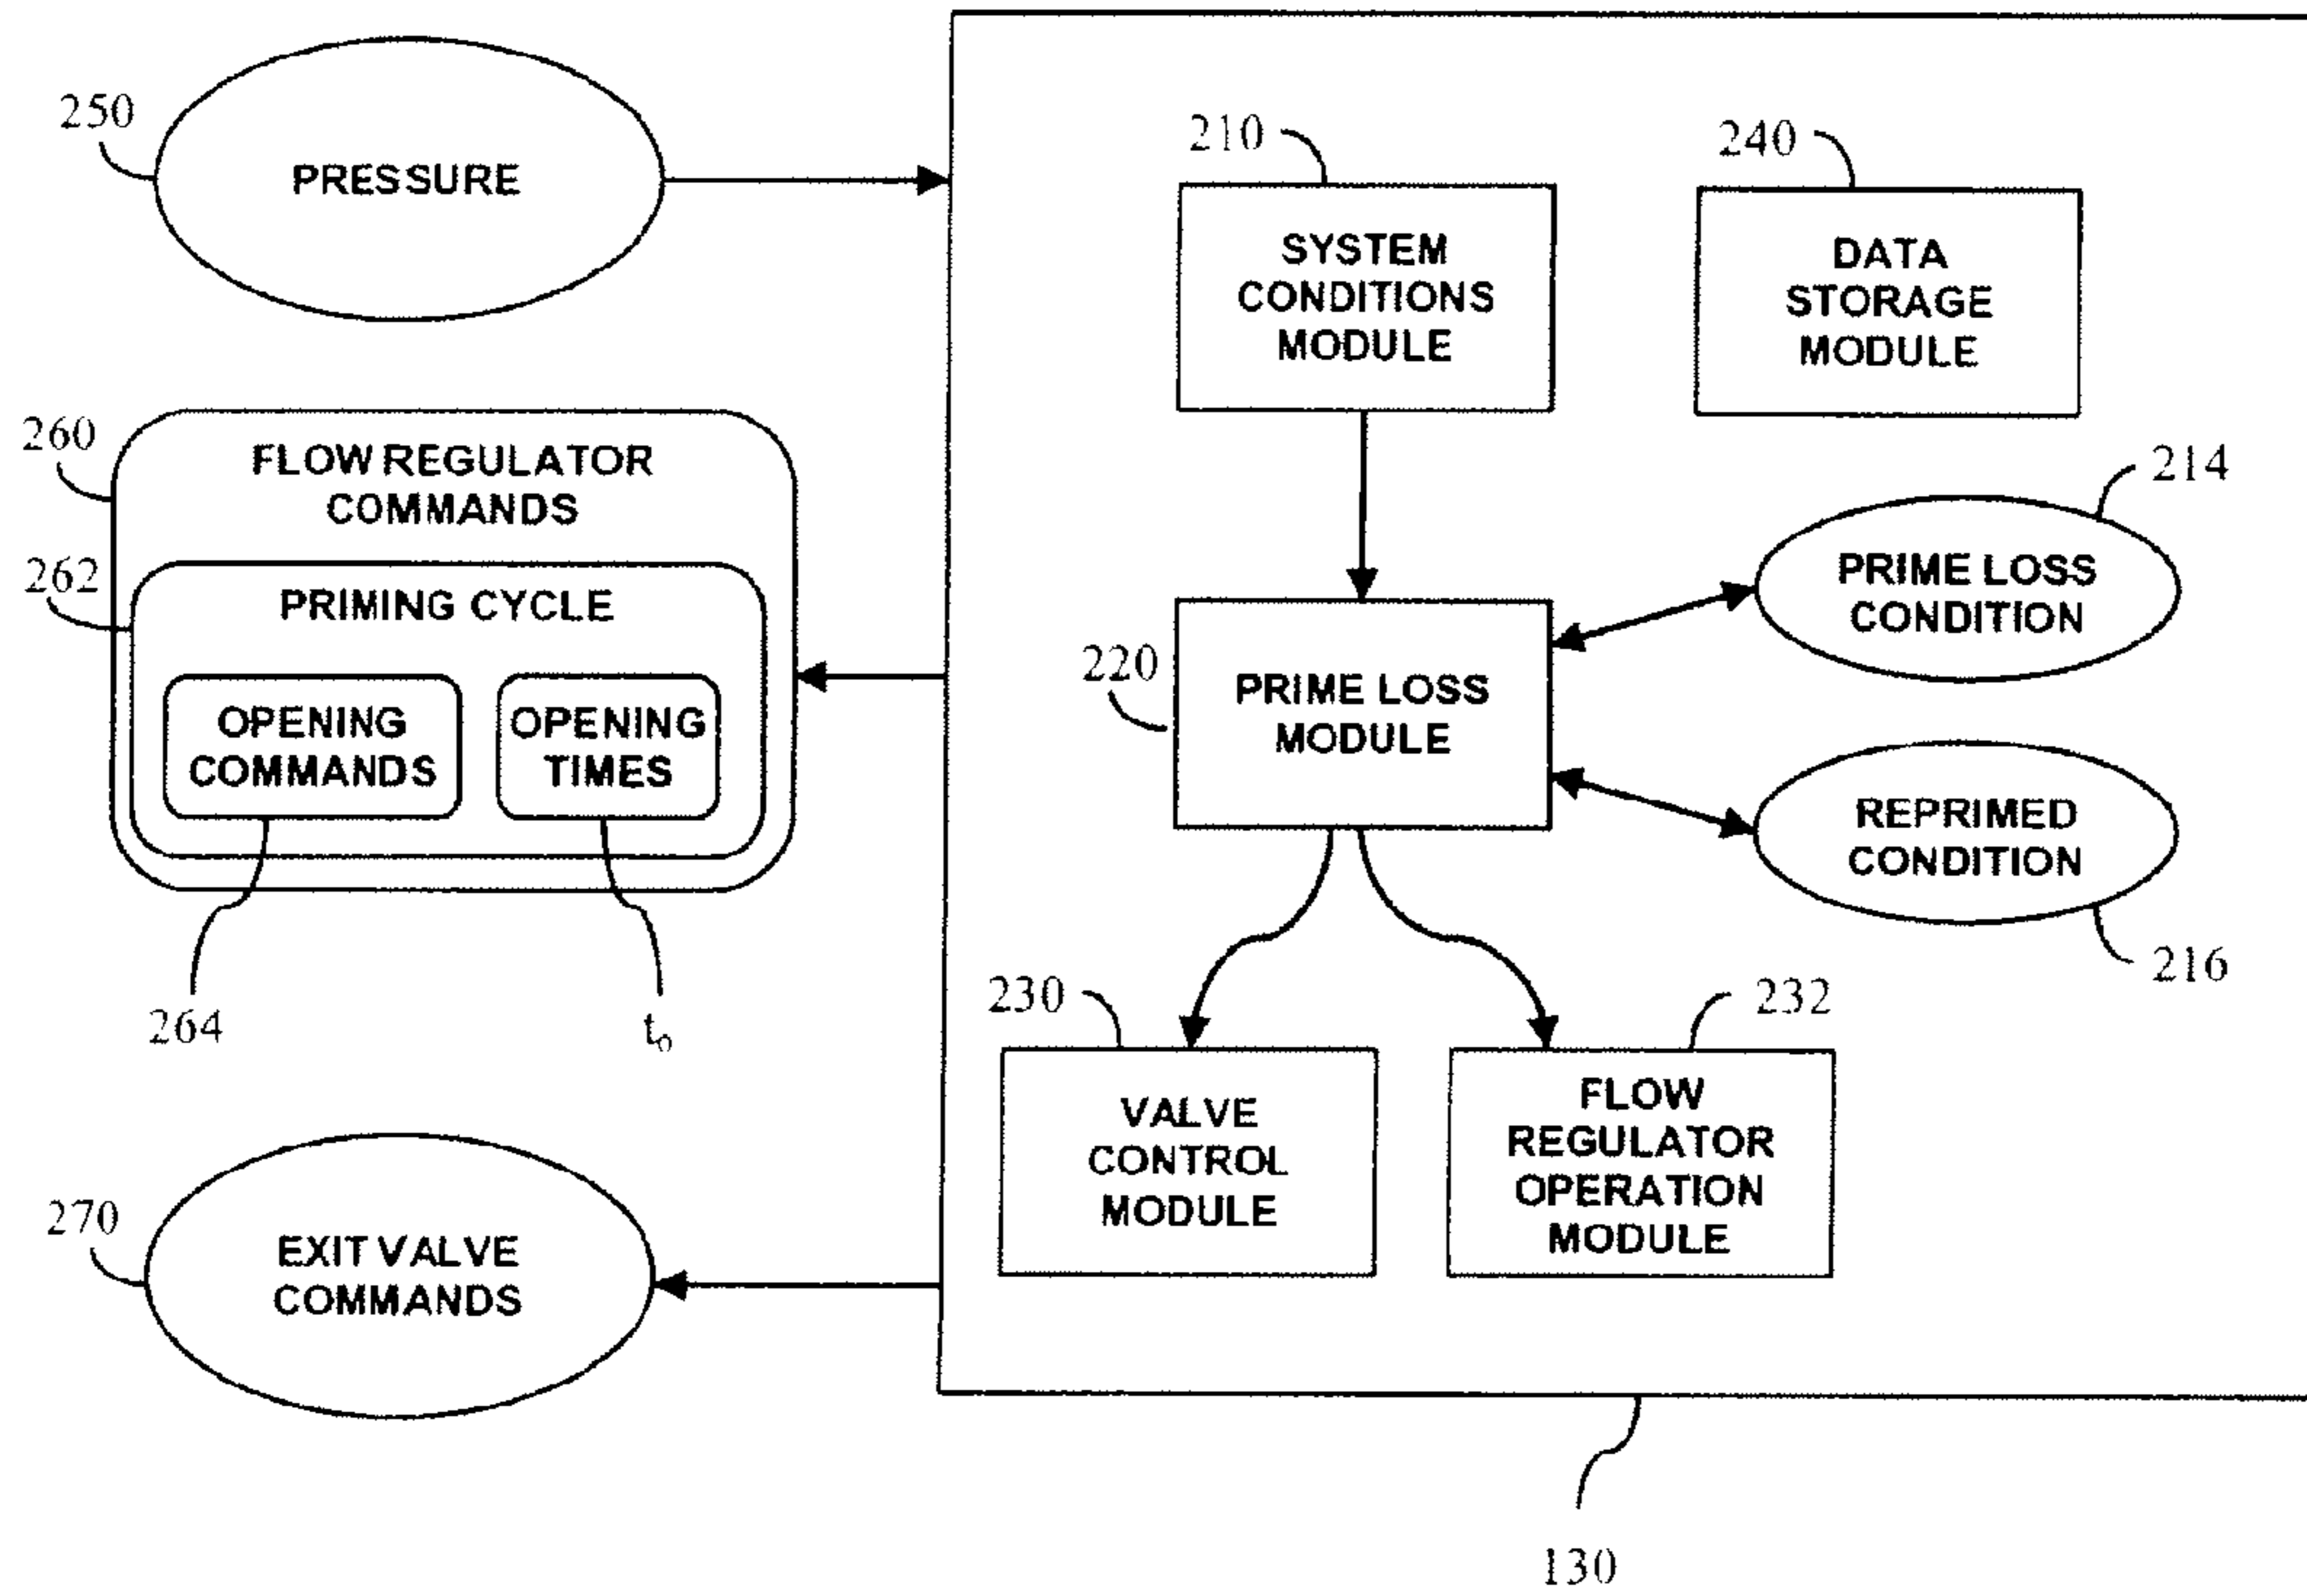 250
PRESSURE
210
SYSTEM
CONDITIONS
MODULE
240
DATA
STORAGE
MODULE
260
FLOW REGULATOR
COMMANDS
262
PRIMING CYCLE
OPENING
COMMANDS
OPENING
TIMES
264
to
214
PRIME LOSS
CONDITION
220
PRIME LOSS
MODULE
REPRIMED
CONDITION
216
230
VALVE
CONTROL
MODULE
232
FLOW
REGULATOR
OPERATION
MODULE
270
EXIT VALVE
COMMANDS
130